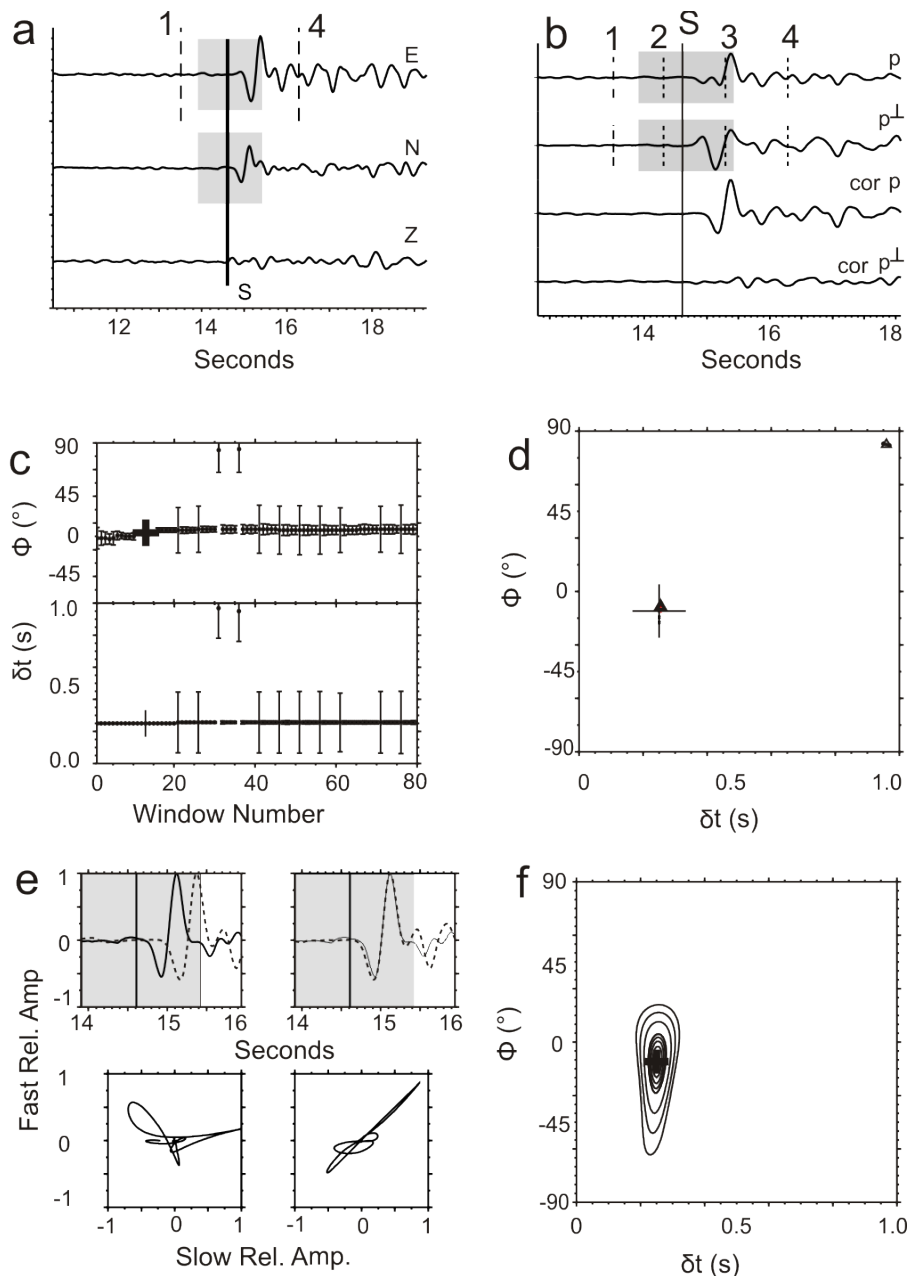 a
1
4
E
N
Z
S
12 14 16 18
Seconds
b
S
1 2 3 4
p
p⊥
cor p
cor p⊥
14 16 18
Seconds
c
90
45
0
-45
Φ (°)
1.0
0.5
0.0
δt (s)
0 20 40 60 80
Window Number
d
90
45
0
-45
-90
Φ (°)
0 0.5 1.0
δt (s)
e
1
0
-1
14 15 16
14 15 16
Seconds
Fast Rel. Amp
1
0
-1
-1 0 1
-1 0 1
Slow Rel. Amp.
f
90
45
0
-45
-90
Φ (°)
0 0.5 1.0
δt (s)